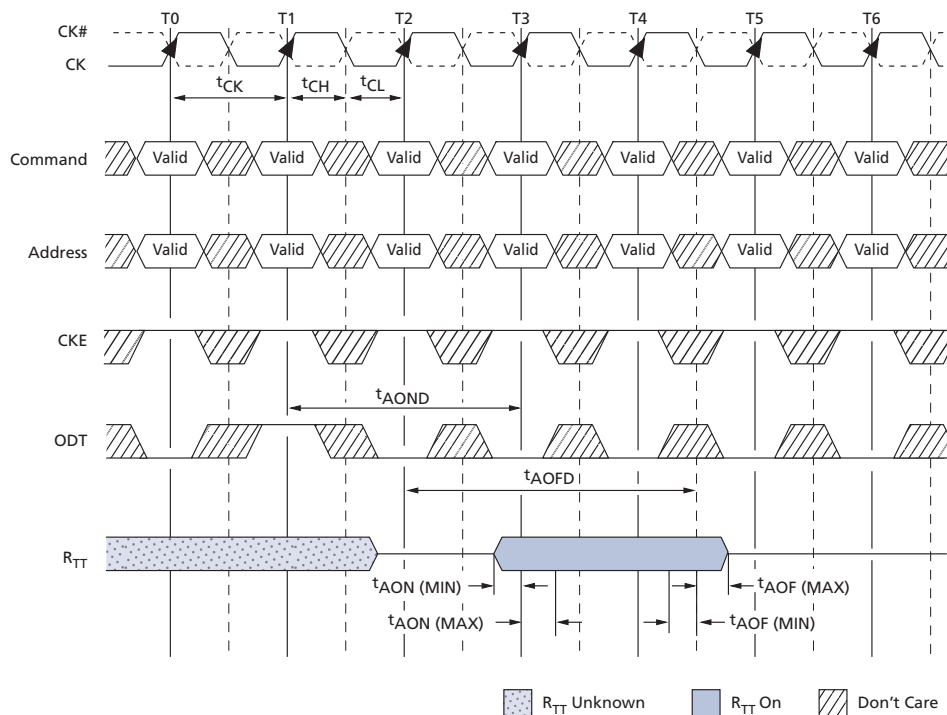 T0 T1 T2 T3 T4 T5 T6
CK#
CK
tCK tCH tCL
Command Valid Valid Valid Valid Valid Valid Valid
Address Valid Valid Valid Valid Valid Valid Valid
CKE
tAOND
ODT
tAOFD
RTT
tAON (MIN) tAOF (MAX)
tAON (MAX) tAOF (MIN)
RTT Unknown RTT On Don't Care